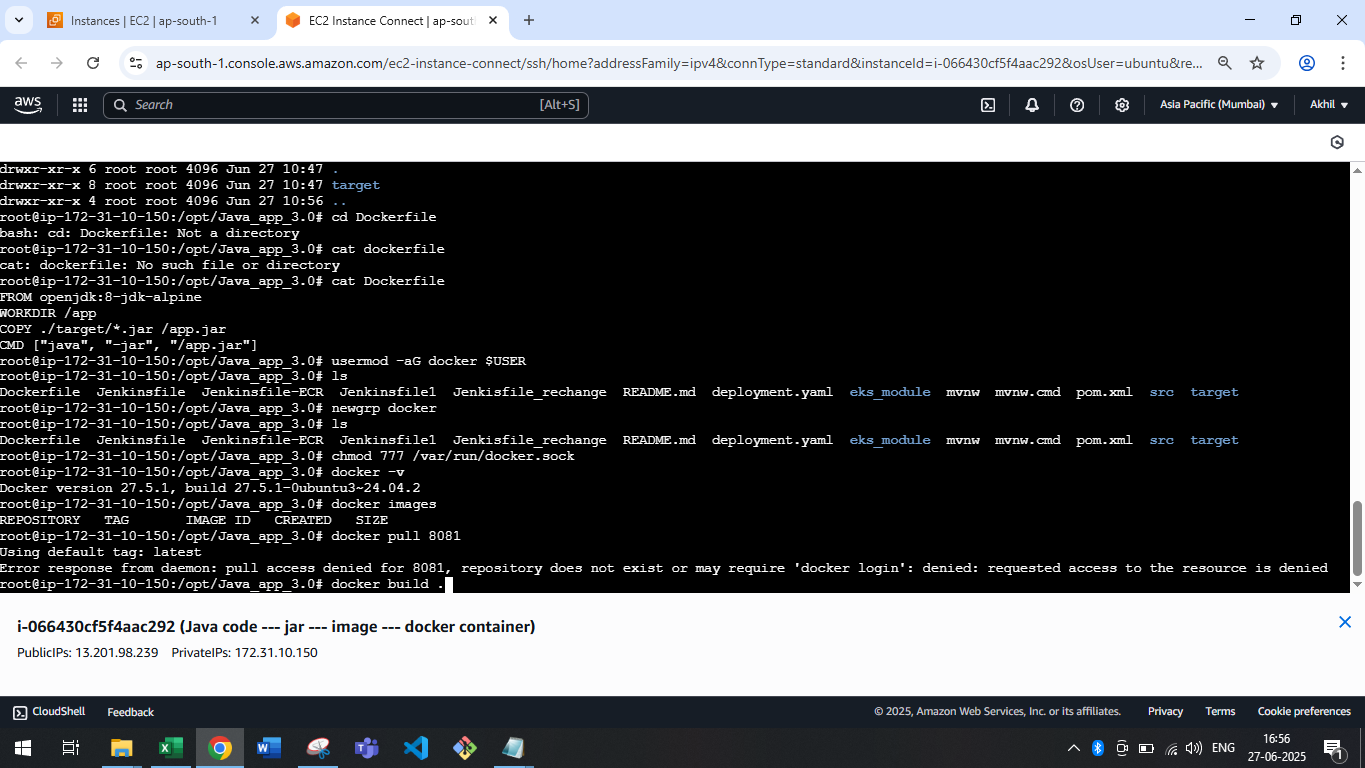 Instances | EC2 | ap-south-1
EC2 Instance Connect | ap-sout
ap-south-1.console.aws.amazon.com/ec2-instance-connect/ssh/home?addressFamily=ipv4&connType=standard&instanceId=i-066430cf5f4aac292&osUser=ubuntu&re...
aws
Search
[Alt+S]
Asia Pacific (Mumbai)
Akhil
drwxr-xr-x 6 root root 4096 Jun 27 10:47 .
drwxr-xr-x 8 root root 4096 Jun 27 10:47 target
drwxr-xr-x 4 root root 4096 Jun 27 10:56 ..
root@ip-172-31-10-150:/opt/Java_app_3.0# cd Dockerfile
bash: cd: Dockerfile: Not a directory
root@ip-172-31-10-150:/opt/Java_app_3.0# cat dockerfile
cat: dockerfile: No such file or directory
root@ip-172-31-10-150:/opt/Java_app_3.0# cat Dockerfile
FROM openjdk:8-jdk-alpine
WORKDIR /app
COPY ./target/*.jar /app.jar
CMD ["java", "-jar", "/app.jar"]
root@ip-172-31-10-150:/opt/Java_app_3.0# usermod -aG docker $USER
root@ip-172-31-10-150:/opt/Java_app_3.0# ls
Dockerfile  Jenkinsfile  Jenkinsfile-ECR  Jenkinsfile1  Jenkisfile_rechange  README.md  deployment.yaml  eks_module  mvnw  mvnw.cmd  pom.xml  src  target
root@ip-172-31-10-150:/opt/Java_app_3.0# newgrp docker
root@ip-172-31-10-150:/opt/Java_app_3.0# ls
Dockerfile  Jenkinsfile  Jenkinsfile-ECR  Jenkinsfile1  Jenkisfile_rechange  README.md  deployment.yaml  eks_module  mvnw  mvnw.cmd  pom.xml  src  target
root@ip-172-31-10-150:/opt/Java_app_3.0# chmod 777 /var/run/docker.sock
root@ip-172-31-10-150:/opt/Java_app_3.0# docker -v
Docker version 27.5.1, build 27.5.1-0ubuntu3~24.04.2
root@ip-172-31-10-150:/opt/Java_app_3.0# docker images
REPOSITORY   TAG       IMAGE ID   CREATED   SIZE
root@ip-172-31-10-150:/opt/Java_app_3.0# docker pull 8081
Using default tag: latest
Error response from daemon: pull access denied for 8081, repository does not exist or may require 'docker login': denied: requested access to the resource is denied
root@ip-172-31-10-150:/opt/Java_app_3.0# docker build .
i-066430cf5f4aac292 (Java code --- jar --- image --- docker container)
PublicIPs: 13.201.98.239    PrivateIPs: 172.31.10.150
CloudShell
Feedback
© 2025, Amazon Web Services, Inc. or its affiliates.
Privacy
Terms
Cookie preferences
ENG
16:56
27-06-2025
1